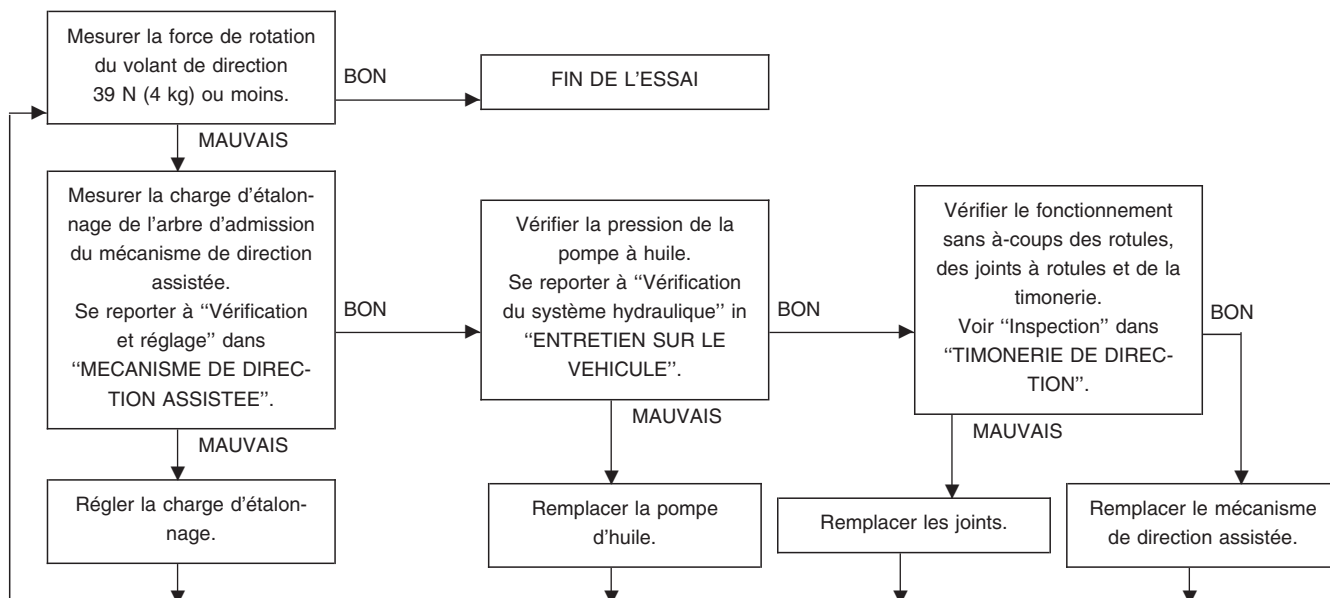 Mesurer la force de rotation
du volant de direction
39 N (4 kg) ou moins.
BON
FIN DE L'ESSAI
MAUVAIS
Mesurer la charge d'étalon-
nage de l'arbre d'admission
du mécanisme de direction
assistée.
Se reporter à ‘‘Vérification
et réglage’’ dans
‘‘MECANISME DE DIREC-
TION ASSISTEE’’.
BON
Vérifier la pression de la
pompe à huile.
Se reporter à ‘‘Vérification
du système hydraulique’’ in
‘‘ENTRETIEN SUR LE
VEHICULE’’.
BON
Vérifier le fonctionnement
sans à-coups des rotules,
des joints à rotules et de la
timonerie.
Voir ‘‘Inspection’’ dans
‘‘TIMONERIE DE DIREC-
TION’’.
BON
MAUVAIS
MAUVAIS
MAUVAIS
Régler la charge d'étalon-
nage.
Remplacer la pompe
d'huile.
Remplacer les joints.
Remplacer le mécanisme
de direction assistée.